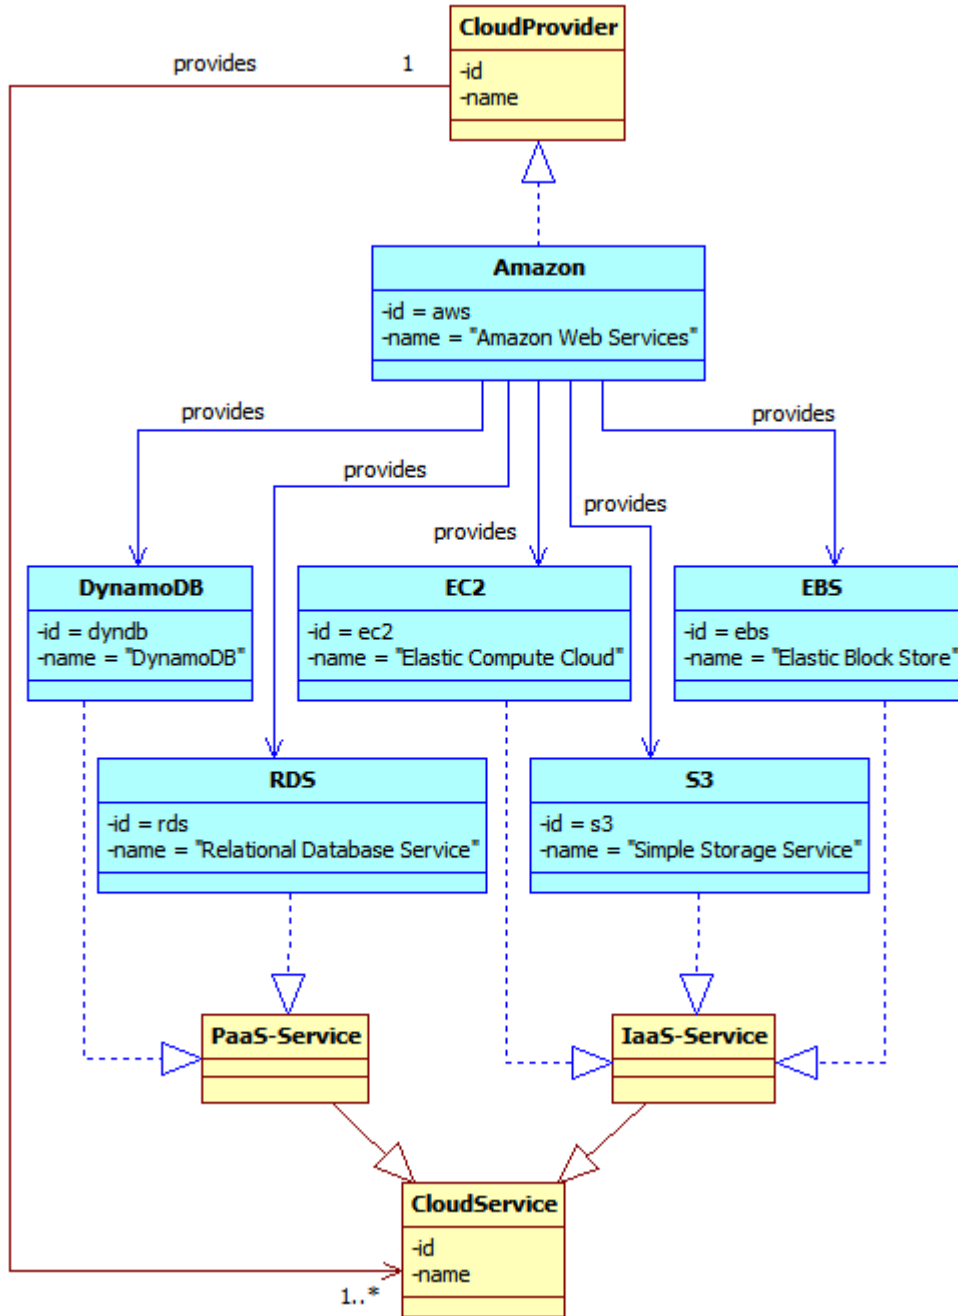 CloudProvider
provides
1
-id
-name
Amazon
-id = aws
-name = "Amazon Web Services"
provides
provides
provides
provides
provides
DynamoDB
-id = dyndb
-name = "DynamoDB"
EC2
-id = ec2
-name = "Elastic Compute Cloud"
EBS
-id = ebs
-name = "Elastic Block Store"
RDS
-id = rds
-name = "Relational Database Service"
S3
-id = s3
-name = "Simple Storage Service"
PaaS-Service
IaaS-Service
CloudService
-id
-name
1..*